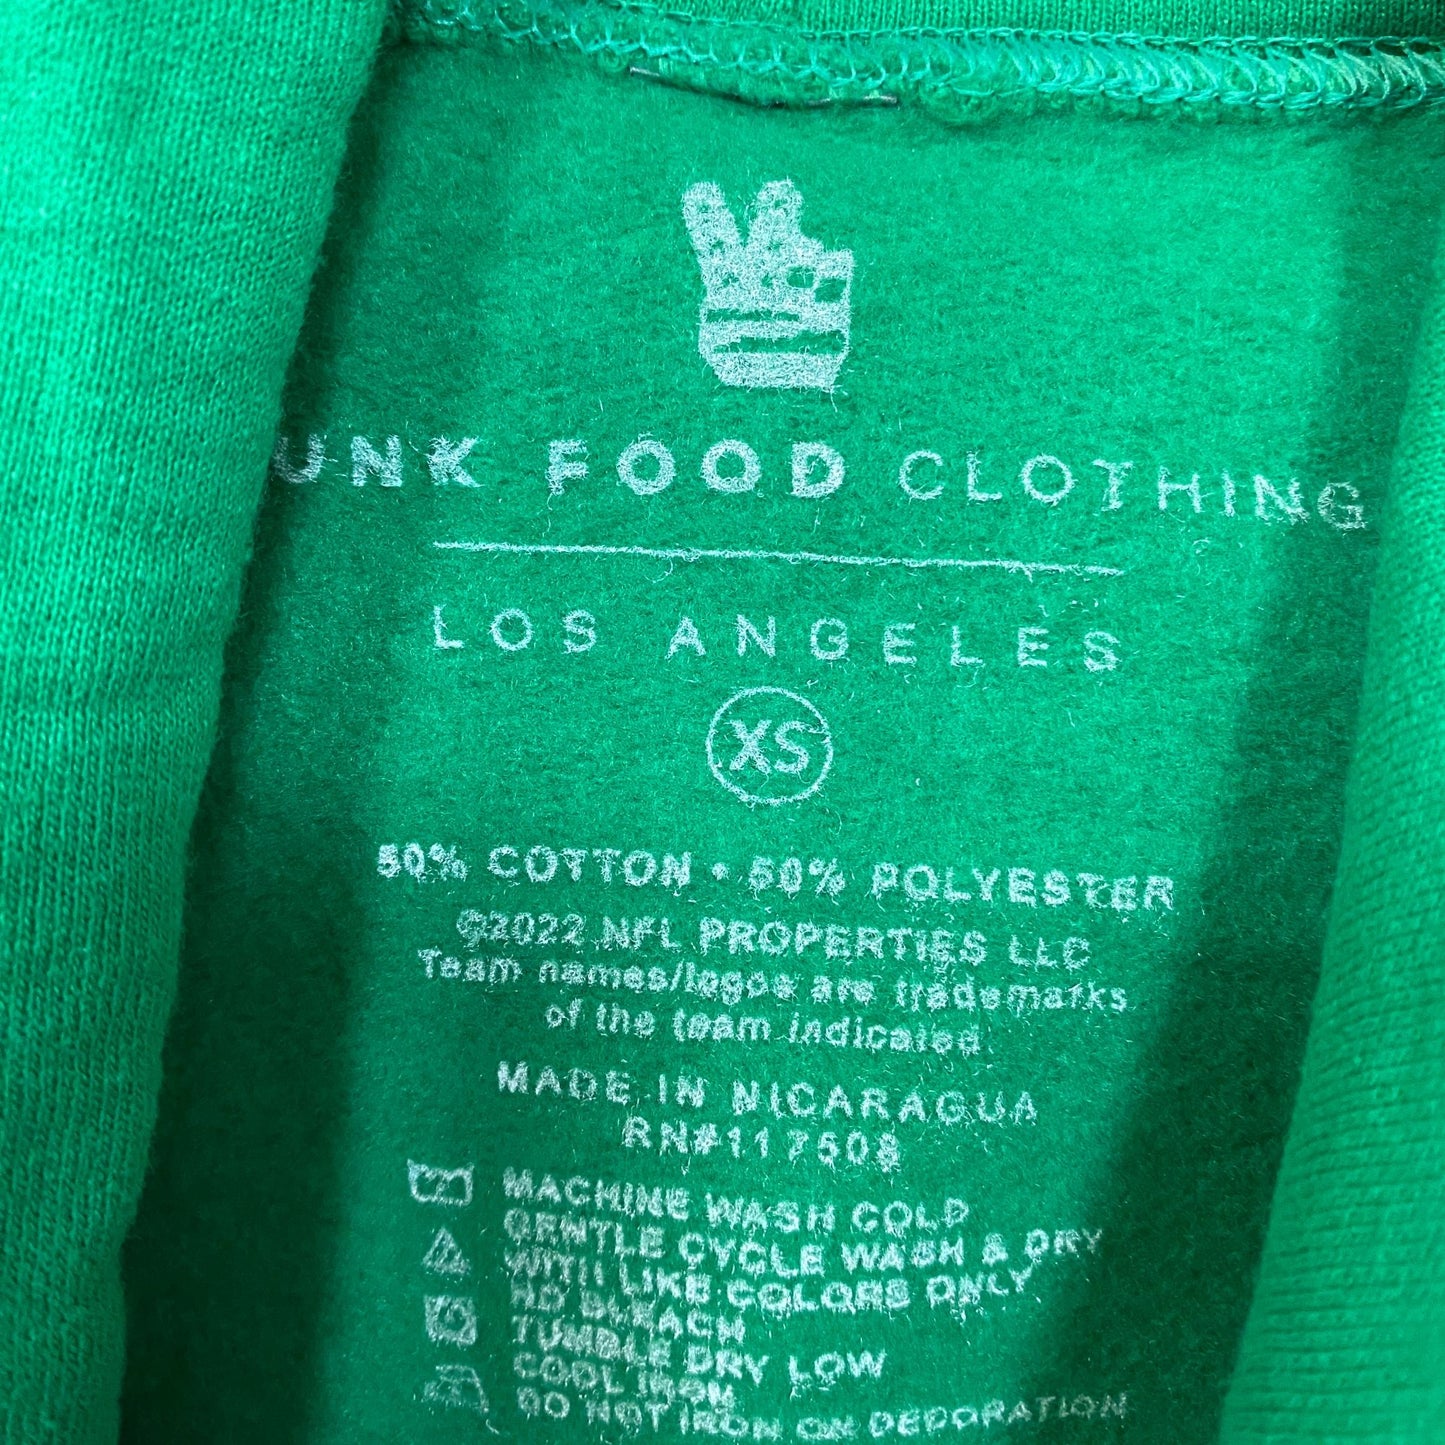 UNK FOOD CLOTHING
LOS ANGELES
XS
50% COTTON • 50% POLYESTER
©2022 NFL PROPERTIES LLC
Team names/logos are trademarks
of the team indicated
MADE IN NICARAGUA
RN#117508
MACHINE WASH COLD
GENTLE CYCLE WASH & DRY
WITH LIKE COLORS ONLY
NO BLEACH
TUMBLE DRY LOW
COOL IRON
DO NOT IRON ON DECORATION